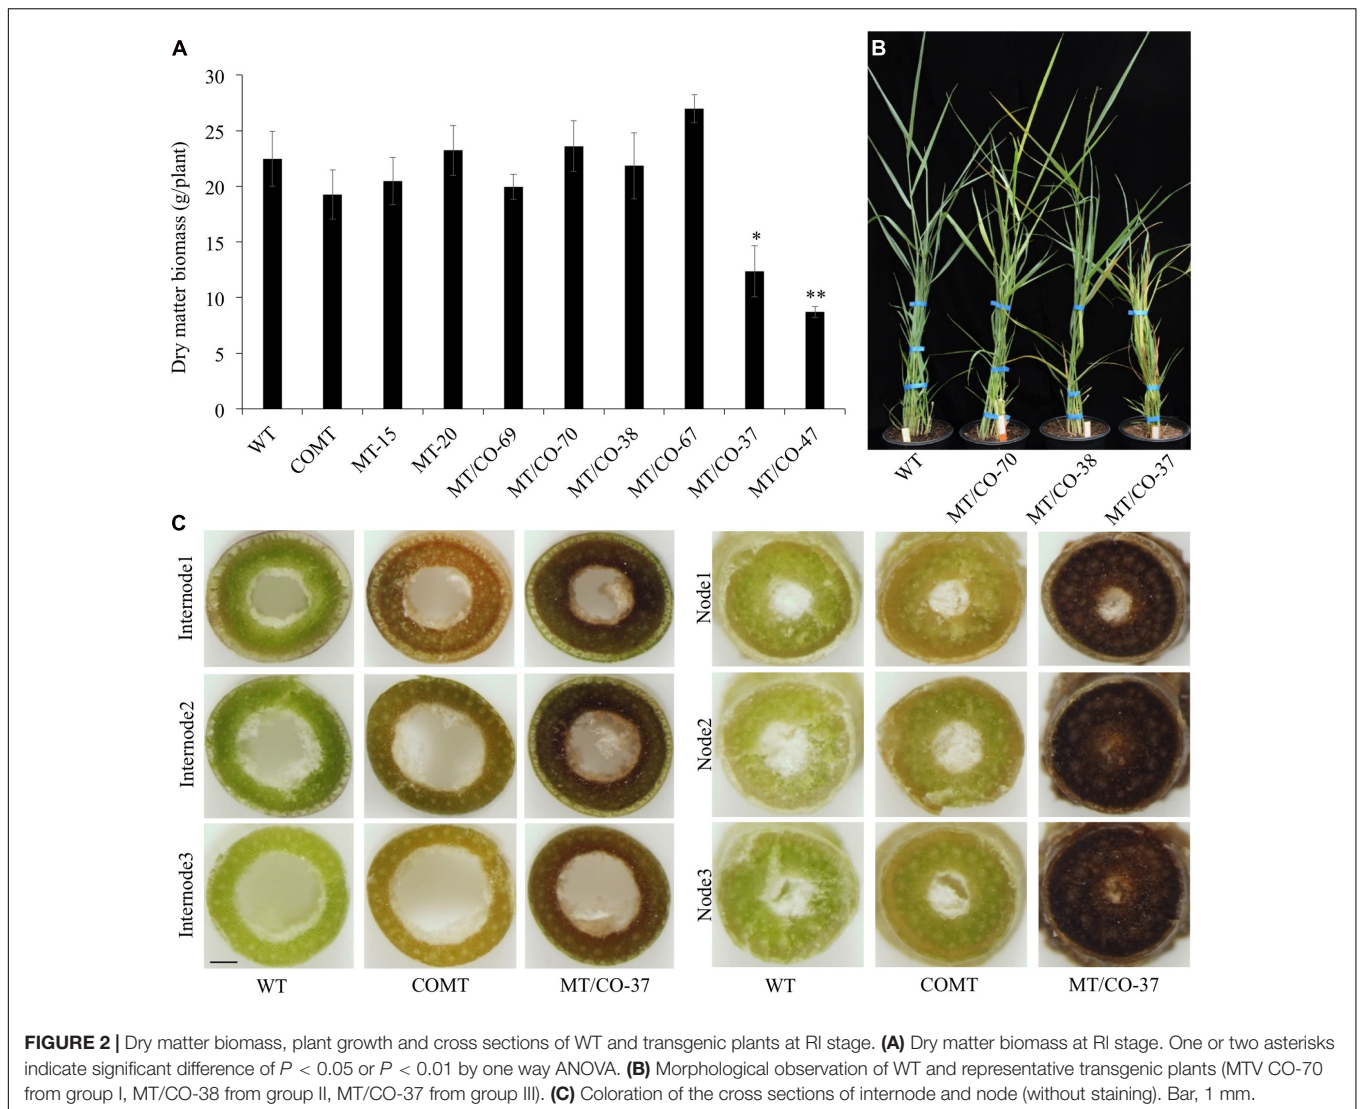 A
B
30
25
20
15
10
5
0
Dry matter biomass (g/plant)
*
**
WT
COMT
MT-15
MT-20
MT/CO-69
MT/CO-70
MT/CO-38
MT/CO-67
MT/CO-37
MT/CO-47
WT
MT/CO-70
MT/CO-38
MT/CO-37
C
Internode1
Node1
Internode2
Node2
Internode3
Node3
WT
COMT
MT/CO-37
WT
COMT
MT/CO-37
FIGURE 2 | Dry matter biomass, plant growth and cross sections of WT and transgenic plants at RI stage. (A) Dry matter biomass at RI stage. One or two asterisks
indicate significant difference of P < 0.05 or P < 0.01 by one way ANOVA. (B) Morphological observation of WT and representative transgenic plants (MTV CO-70
from group I, MT/CO-38 from group II, MT/CO-37 from group III). (C) Coloration of the cross sections of internode and node (without staining). Bar, 1 mm.